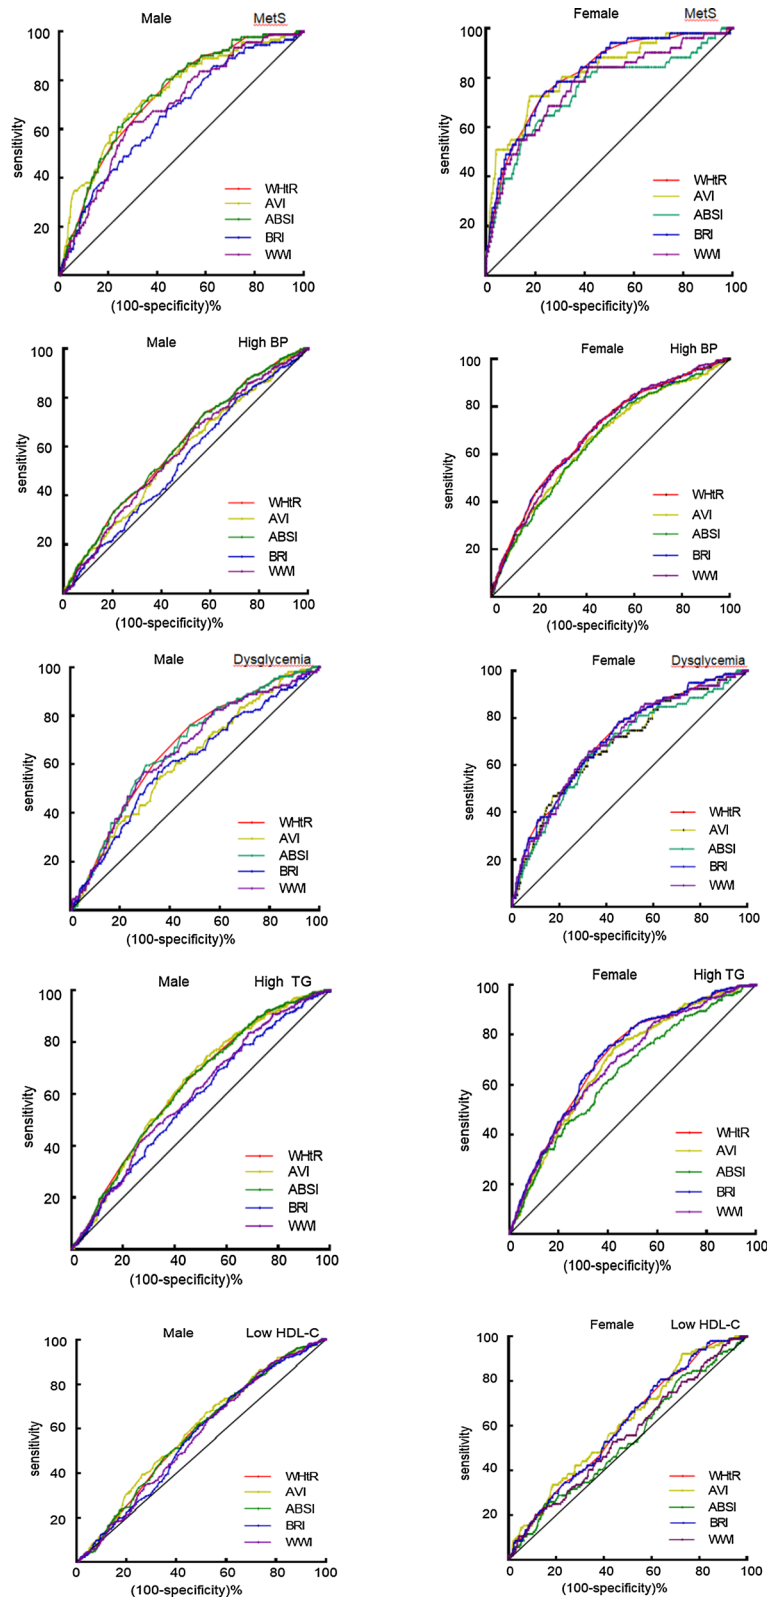 Male MetS
100
80
60
40
20
sensitivity
WHtR
AVI
ABSI
BRI
WWI
0 20 40 60 80 100
(100-specificity)%
Female MetS
100
80
60
40
20
sensitivity
WHtR
AVI
ABSI
BRI
WWI
0 20 40 60 80 100
(100-specificity)%
Male High BP
100
80
60
40
20
sensitivity
WHtR
AVI
ABSI
BRI
WWI
0 20 40 60 80 100
(100-specificity)%
Female High BP
100
80
60
40
20
sensitivity
WHtR
AVI
ABSI
BRI
WWI
0 20 40 60 80 100
(100-specificity)%
Male Dysglycemia
100
80
60
40
20
sensitivity
WHtR
AVI
ABSI
BRI
WWI
0 20 40 60 80 100
(100-specificity)%
Female Dysglycemia
100
80
60
40
20
sensitivity
WHtR
AVI
ABSI
BRI
WWI
0 20 40 60 80 100
(100-specificity)%
Male High TG
100
80
60
40
20
sensitivity
WHtR
AVI
ABSI
BRI
WWI
0 20 40 60 80 100
(100-specificity)%
Female High TG
100
80
60
40
20
sensitivity
WHtR
AVI
ABSI
BRI
WWI
0 20 40 60 80 100
(100-specificity)%
Male Low HDL-C
100
80
60
40
20
sensitivity
WHtR
AVI
ABSI
BRI
WWI
0 20 40 60 80 100
(100-specificity)%
Female Low HDL-C
100
80
60
40
20
sensitivity
WHtR
AVI
ABSI
BRI
WWI
0 20 40 60 80 100
(100-specificity)%